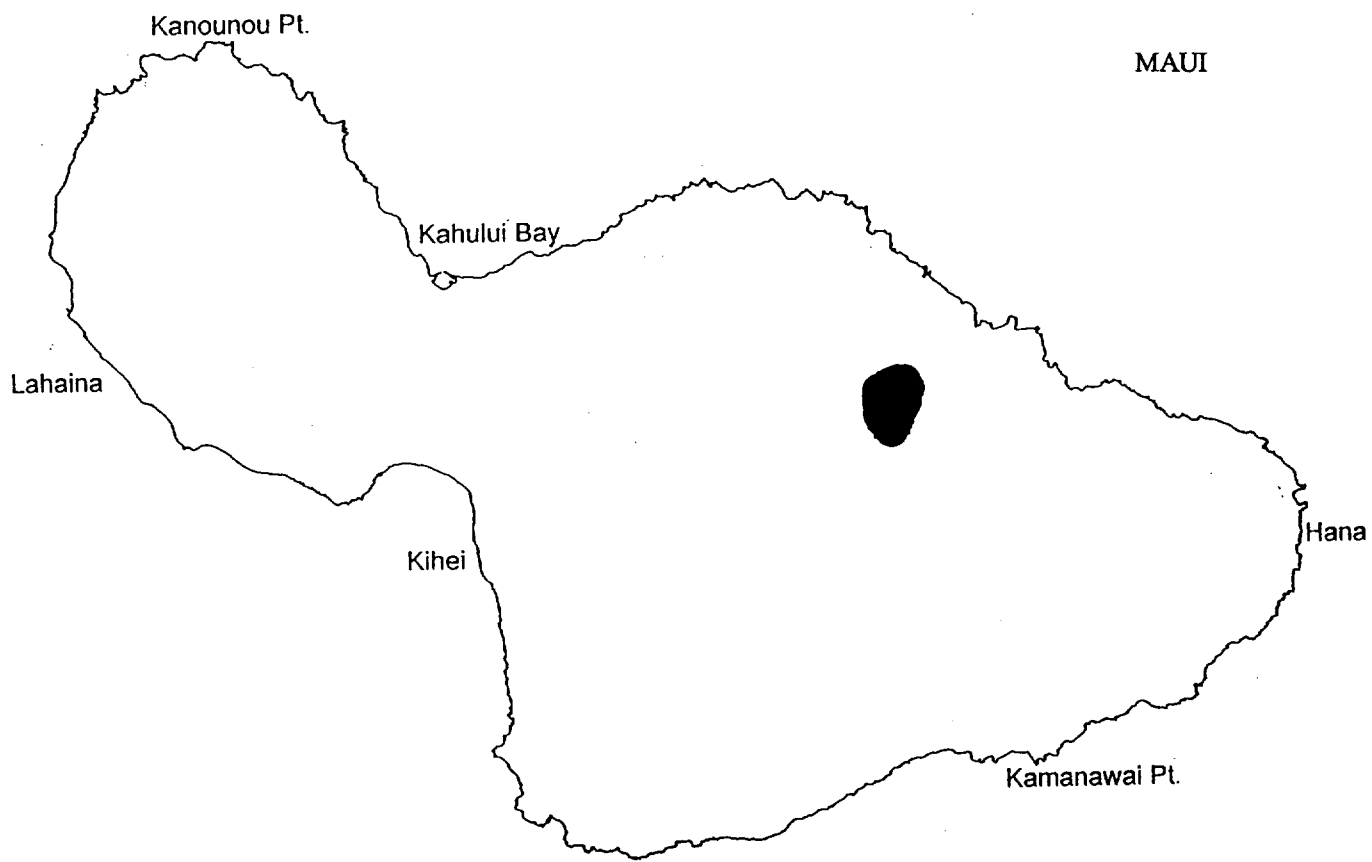 Kanounou Pt.
MAUI
Kahului Bay
Lahaina
Kihei
Hana
Kamanawai Pt.